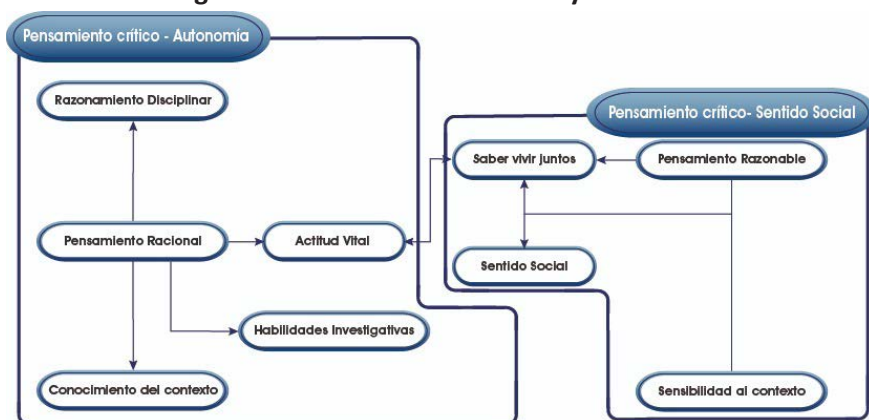 Pensamiento crítico - Autonomía
Razonamiento Disciplinar
Pensamiento crítico- Sentido Social
Saber vivir juntos
Pensamiento Razonable
Pensamiento Racional
Actitud Vital
Sentido Social
Habilidades Investigativas
Conocimiento del contexto
Sensibilidad al contexto